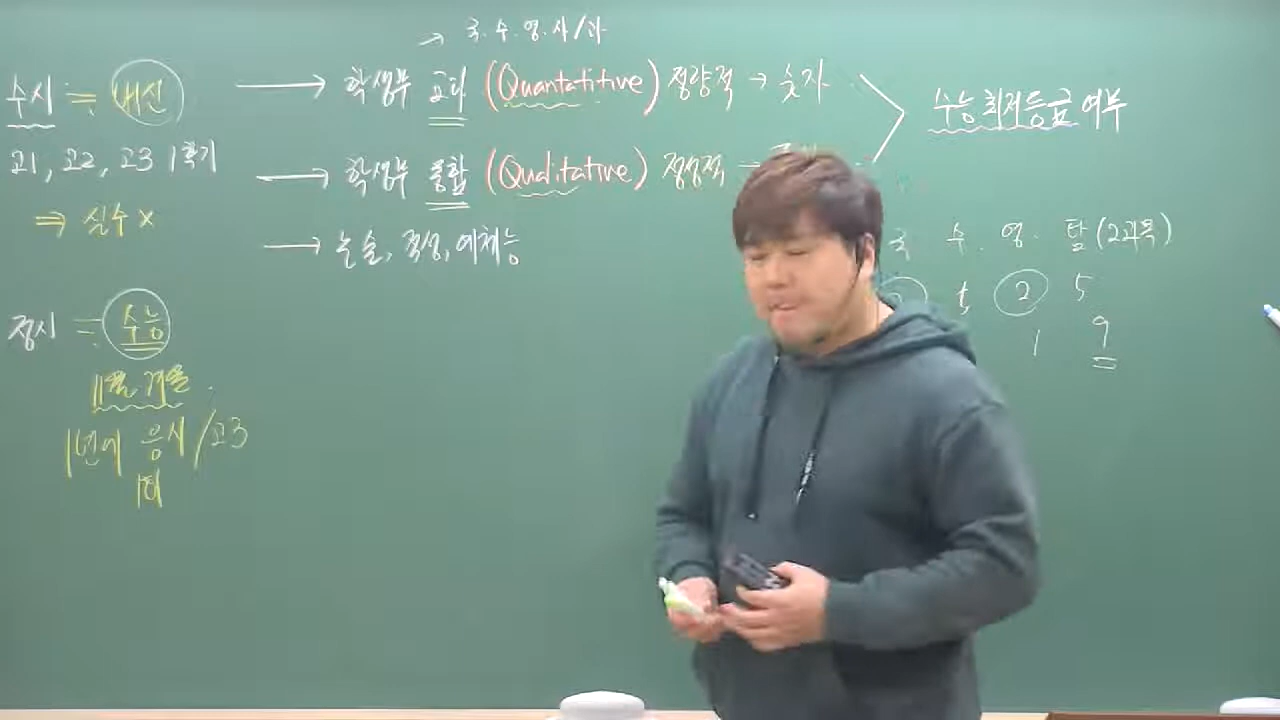 → 국·수·영·사/과
수시 ≒ 내신 → 학생부 교과 (Quantatitive) 정량적 → 숫자
수능 최저등급 여부
고1, 고2, 고3 1학기 → 학생부 종합 (Qualitative) 정성적 →
⇒ 실수 ×
→ 논술, 적성, 예체능
국 수·영·탐(2과목)
② 5
정시 ≒ 수능
1 9
11월 겨울
1년에 응시/고3
1회